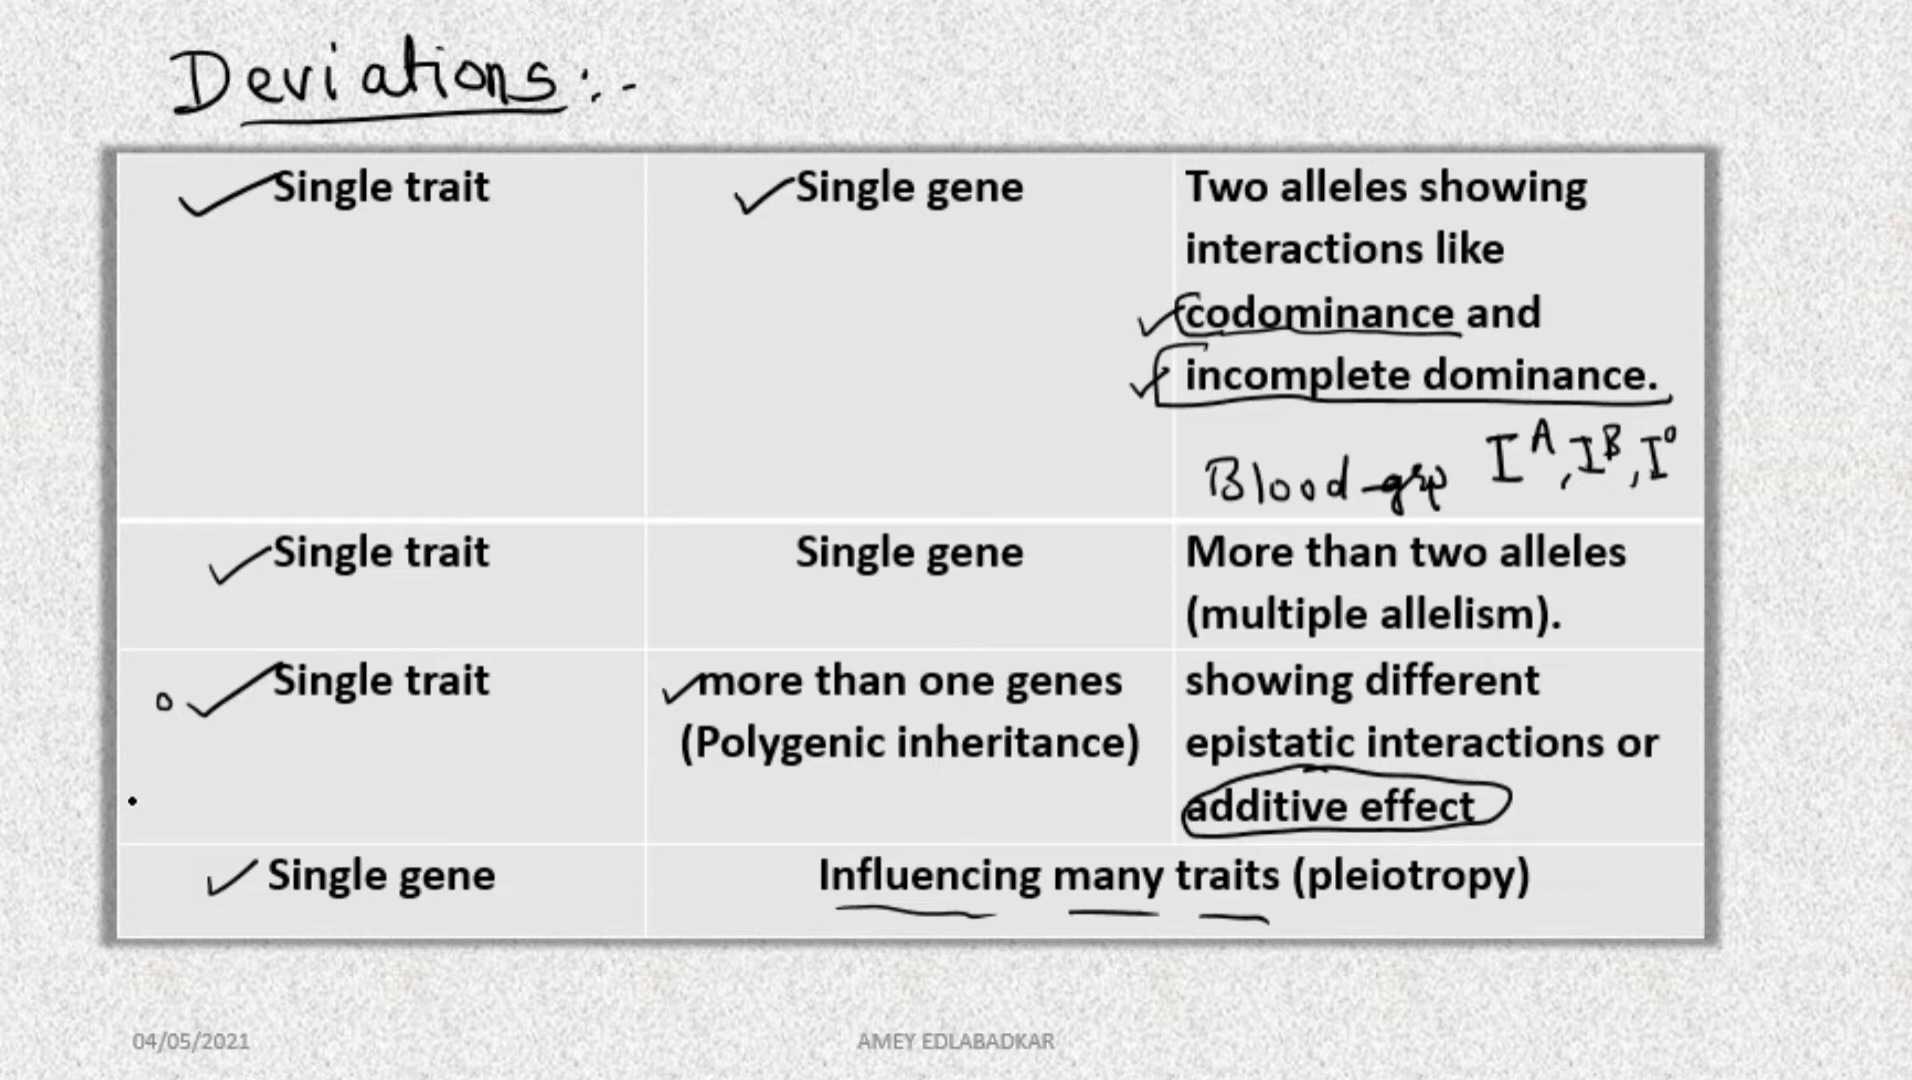 Deviations:-
Single trait
Single gene
Two alleles showing
interactions like
codominance and
incomplete dominance.
Blood grp I^A, I^B, I^o
Single trait
Single gene
More than two alleles
(multiple allelism).
Single trait
more than one genes
(Polygenic inheritance)
showing different
epistatic interactions or
additive effect
Single gene
Influencing many traits (pleiotropy)
04/05/2021
AMEY EDLABADKAR